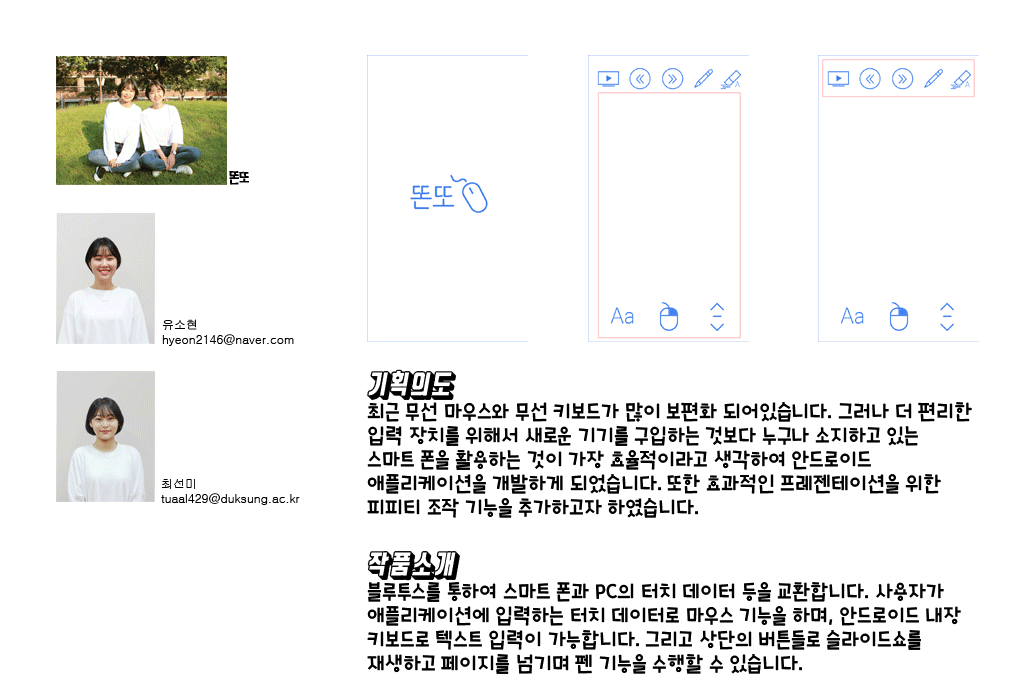 똔또
유소현
hyeon2146@naver.com
최선미
tuaal429@duksung.ac.kr
똔또
Aa
A
Aa
A
기획의도
최근 무선 마우스와 무선 키보드가 많이 보편화 되어있습니다. 그러나 더 편리한
입력 장치를 위해서 새로운 기기를 구입하는 것보다 누구나 소지하고 있는
스마트 폰을 활용하는 것이 가장 효율적이라고 생각하여 안드로이드
애플리케이션을 개발하게 되었습니다. 또한 효과적인 프레젠테이션을 위한
피피티 조작 기능을 추가하고자 하였습니다.
작품소개
블루투스를 통하여 스마트 폰과 PC의 터치 데이터 등을 교환합니다. 사용자가
애플리케이션에 입력하는 터치 데이터로 마우스 기능을 하며, 안드로이드 내장
키보드로 텍스트 입력이 가능합니다. 그리고 상단의 버튼들로 슬라이드쇼를
재생하고 페이지를 넘기며 펜 기능을 수행할 수 있습니다.